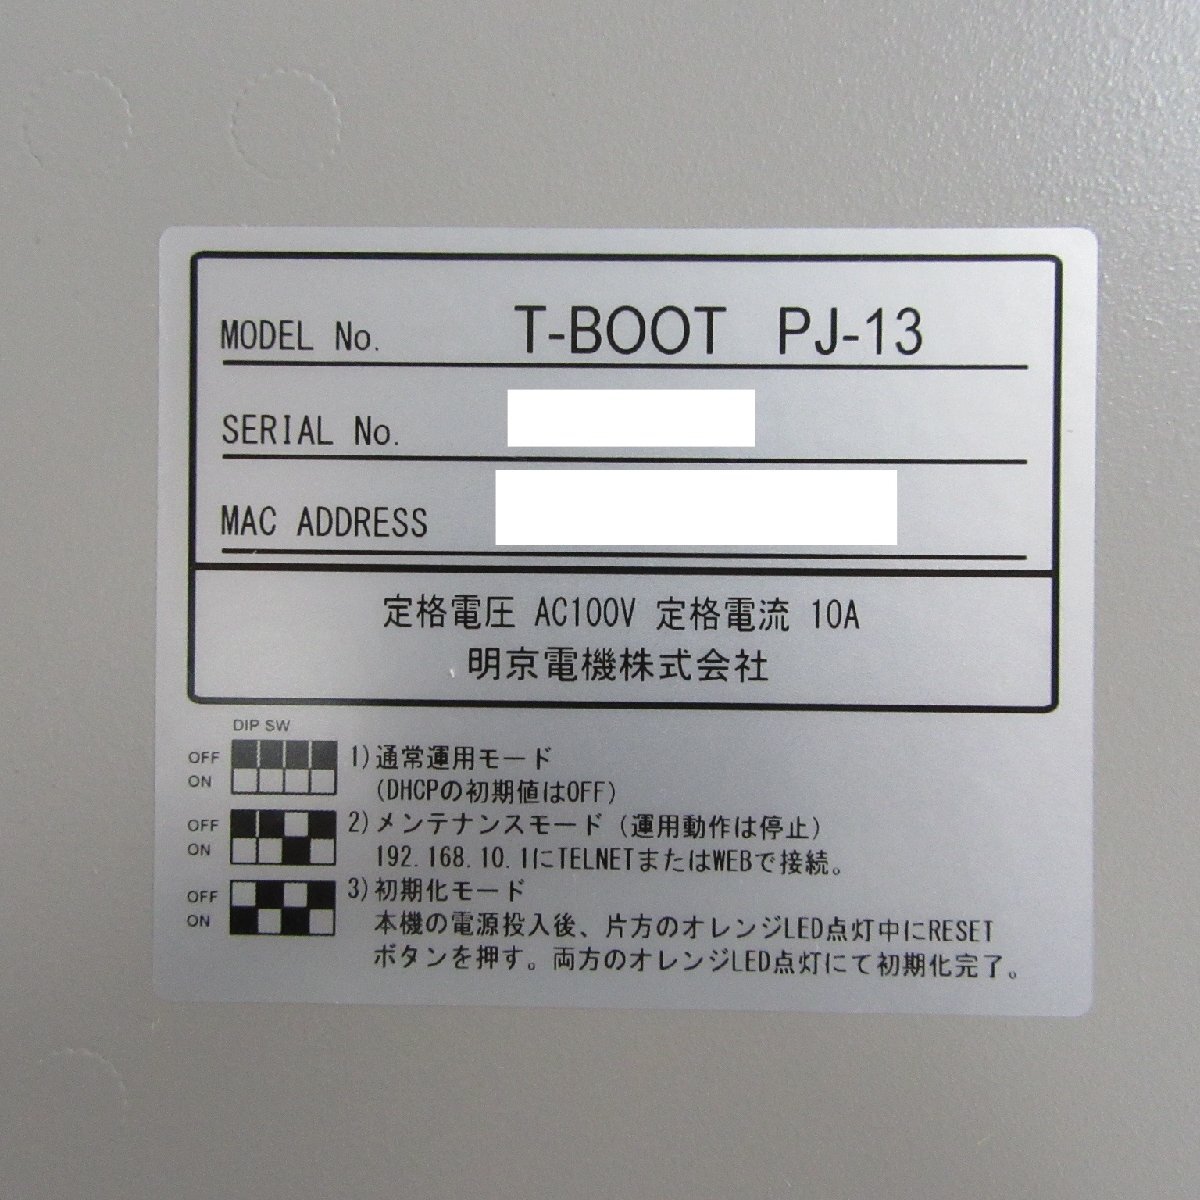 MODEL No. T-BOOT PJ-13
SERIAL No.
MAC ADDRESS
定格電圧 AC100V 定格電流 10A
明京電機株式会社
DIP SW
OFF
ON
1)通常運用モード
(DHCPの初期値はOFF)
OFF
ON
2)メンテナンスモード(運用動作は停止)
192.168.10.1にTELNETまたはWEBで接続。
OFF
ON
3)初期化モード
本機の電源投入後、片方のオレンジLED点灯中にRESET
ボタンを押す。両方のオレンジLED点灯にて初期化完了。